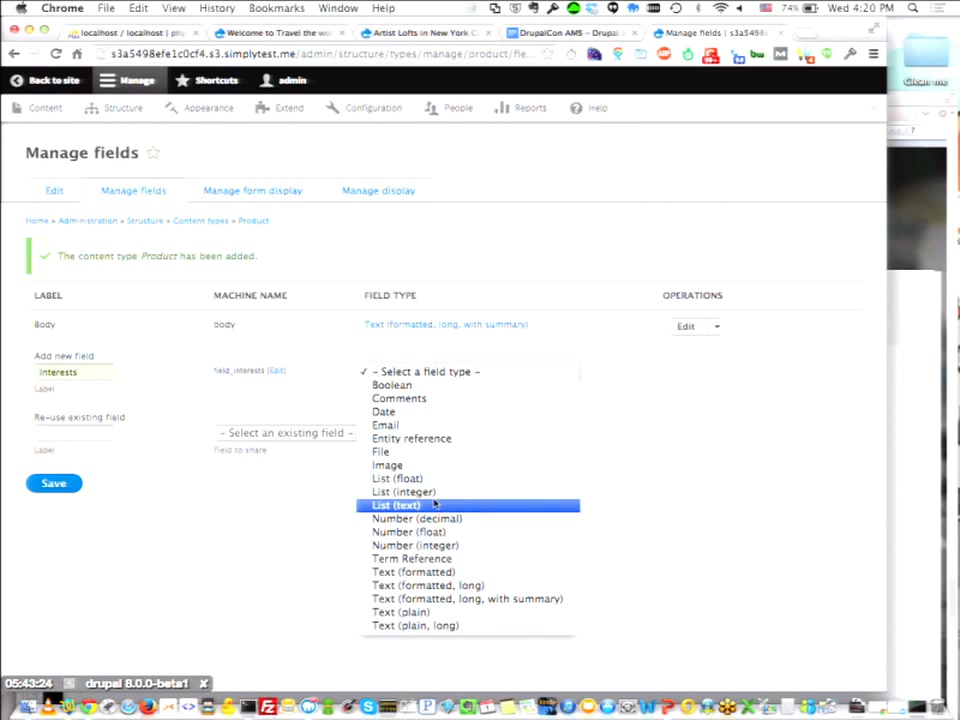 Chrome File Edit View History Bookmarks Window Help
74% Wed 4:20 PM
localhost / localhost | ph
Welcome to Travel the wo
Artist Lofts in New York C
DrupalCon AMS - Drupal
Manage fields | s3a5498
s3a5498efe1c0cf4.s3.simplytest.me/admin/structure/types/manage/product/fie...
Clean me
Back to site Manage Shortcuts admin
Content Structure Appearance Extend Configuration People Reports Help
7
Manage fields
Edit Manage fields Manage form display Manage display
Home » Administration » Structure » Content types » Product
The content type Product has been added.
LABEL MACHINE NAME FIELD TYPE OPERATIONS
Body body Text (formatted, long, with summary) Edit
Add new field
Interests field_interests [Edit]
Label
Re-use existing field
- Select an existing field -
Label Field to share
Save
- Select a field type -
Boolean
Comments
Date
Email
Entity reference
File
Image
List (float)
List (integer)
List (text)
Number (decimal)
Number (float)
Number (integer)
Term Reference
Text (formatted)
Text (formatted, long)
Text (formatted, long, with summary)
Text (plain)
Text (plain, long)
05:43:24 drupal 8.0.0-beta1 X